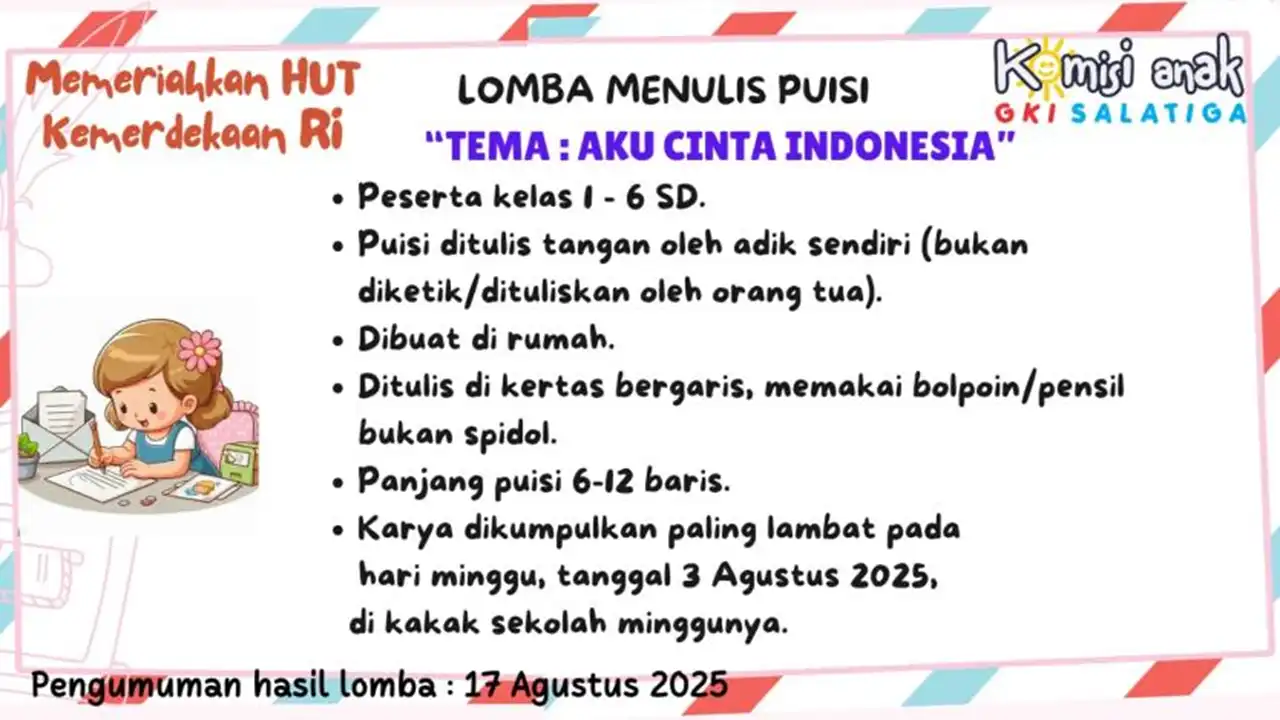 Memeriahkan HUT
Kemerdekaan Ri
LOMBA MENULIS PUISI
“TEMA : AKU CINTA INDONESIA”
Komisi anak
GKI SALATIGA
• Peserta kelas 1 - 6 SD.
• Puisi ditulis tangan oleh adik sendiri (bukan
diketik/dituliskan oleh orang tua).
• Dibuat di rumah.
• Ditulis di kertas bergaris, memakai bolpoin/pensil
bukan spidol.
• Panjang puisi 6-12 baris.
• Karya dikumpulkan paling lambat pada
hari minggu, tanggal 3 Agustus 2025,
di kakak sekolah minggunya.
Pengumuman hasil lomba : 17 Agustus 2025